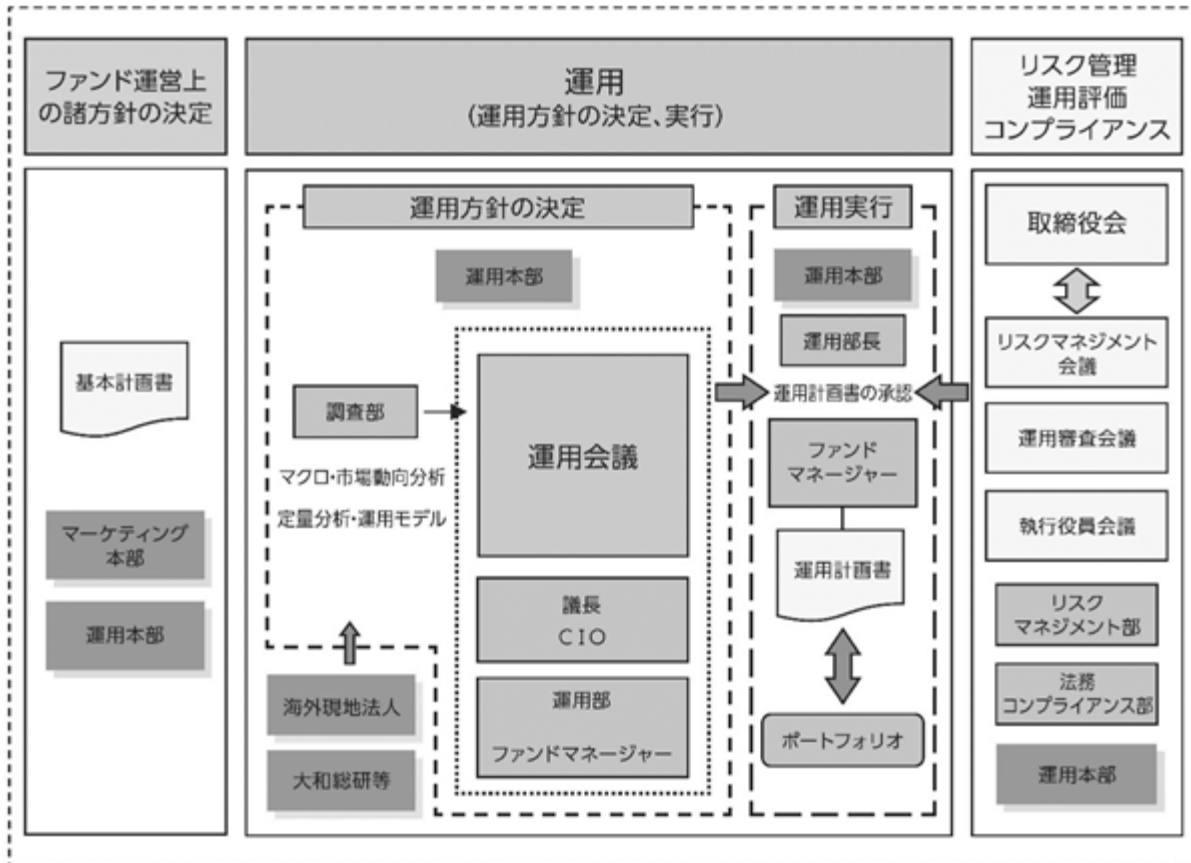 ファンド運営上
の諸方針の決定
運用
(運用方針の決定、実行)
リスク管理
運用評価
コンプライアンス
基本計画書
マーケティング
本部
運用本部
運用方針の決定
運用本部
調査部
マクロ・市場動向分析
定量分析・運用モデル
海外現地法人
大和総研等
運用会議
議長
CIO
運用部
ファンドマネージャー
運用実行
運用本部
運用部長
運用計画書の承認
ファンド
マネージャー
運用計画書
ポートフォリオ
取締役会
リスクマネジメント
会議
運用審査会議
執行役員会議
リスク
マネジメント部
法務
コンプライアンス部
運用本部